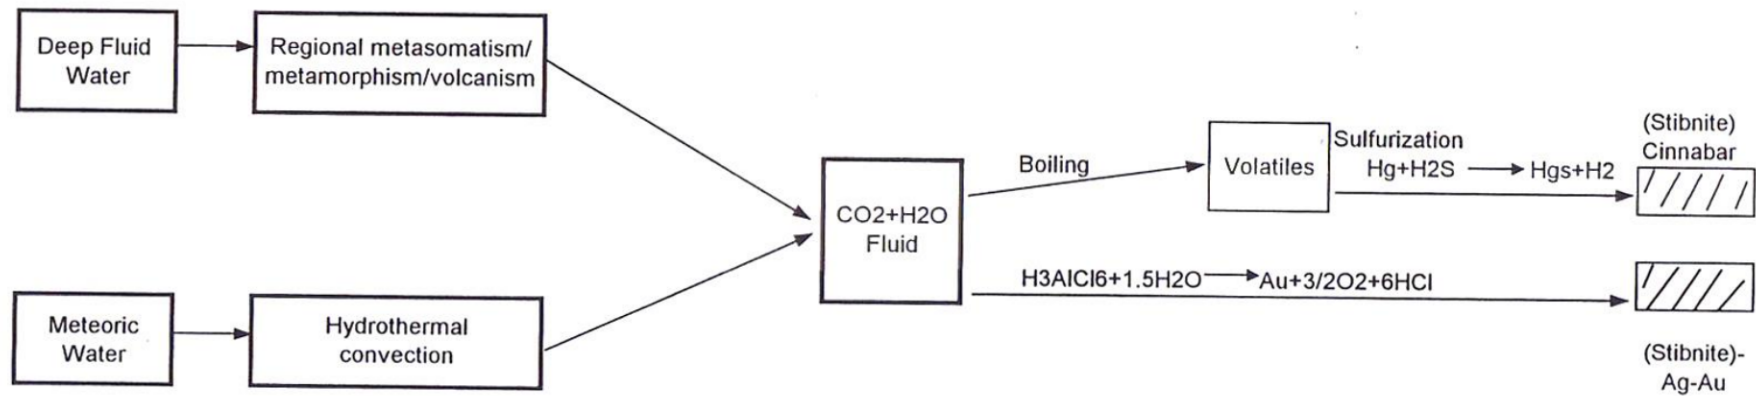 Deep Fluid
Water
Regional metasomatism/
metamorphism/volcanism
Meteoric
Water
Hydrothermal
convection
CO2+H2O
Fluid
Boiling
Volatiles
Sulfurization
Hg+H2S → Hgs+H2
(Stibnite)
Cinnabar
H3AlCl6+1.5H2O → Au+3/2O2+6HCl
(Stibnite)-
Ag-Au